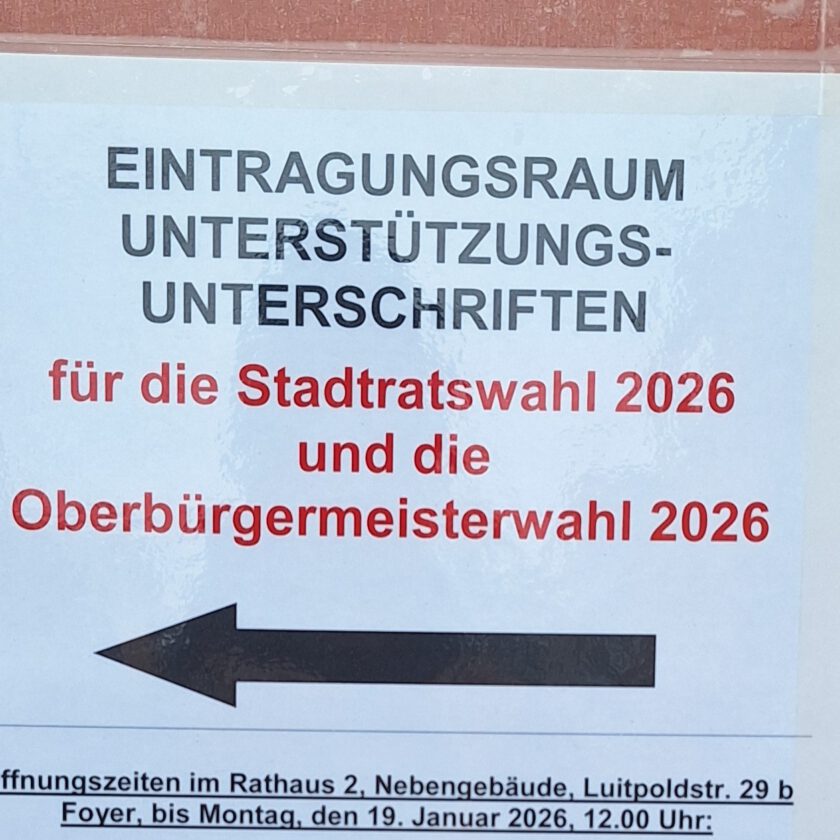 EINTRAGUNGSRAUM
UNTERSTÜTZUNGS-
UNTERSCHRIFTEN
für die Stadtratswahl 2026
und die
Oberbürgermeisterwahl 2026
ffnungszeiten im Rathaus 2, Nebengebäude, Luitpoldstr. 29 b
Foyer, bis Montag, den 19. Januar 2026, 12.00 Uhr: